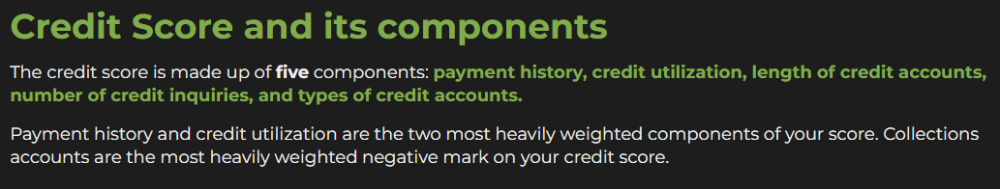 Credit Score and its components
The credit score is made up of five components: payment history, credit utilization, length of credit accounts,
number of credit inquiries, and types of credit accounts.
Payment history and credit utilization are the two most heavily weighted components of your score. Collections
accounts are the most heavily weighted negative mark on your credit score.